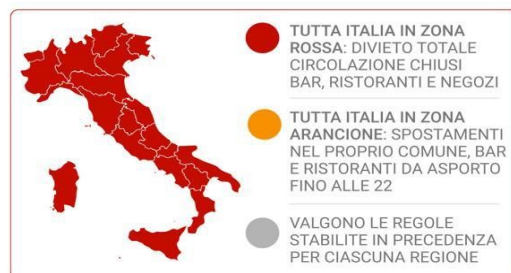 TUTTA ITALIA IN ZONA
ROSSA: DIVIETO TOTALE
CIRCOLAZIONE CHIUSI
BAR, RISTORANTI E NEGOZI
TUTTA ITALIA IN ZONA
ARANCIONE: SPOSTAMENTI
NEL PROPRIO COMUNE, BAR
E RISTORANTI DA ASPORTO
FINO ALLE 22
VALGONO LE REGOLE
STABILITE IN PRECEDENZA
PER CIASCUNA REGIONE